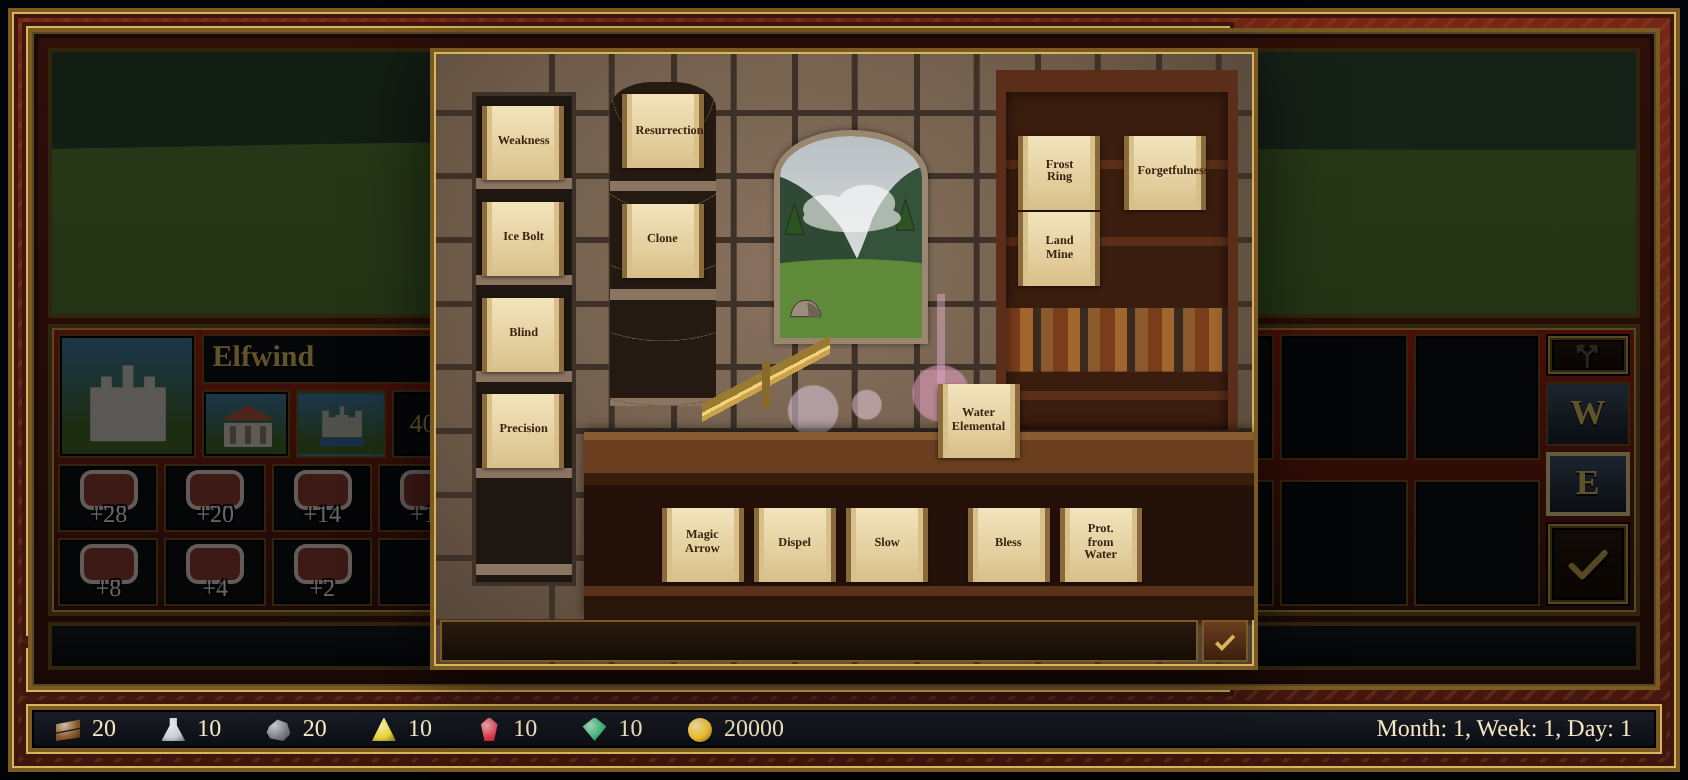 Weakness
Resurrection
Frost
Ring
Forgetfulness
Ice Bolt
Clone
Land
Mine
Blind
Precision
Water
Elemental
Magic
Arrow
Dispel
Slow
Bless
Prot.
from
Water
Elfwind
40
+28
+20
+14
+8
+4
+2
W
E
20
10
20
10
10
10
20000
Month: 1, Week: 1, Day: 1